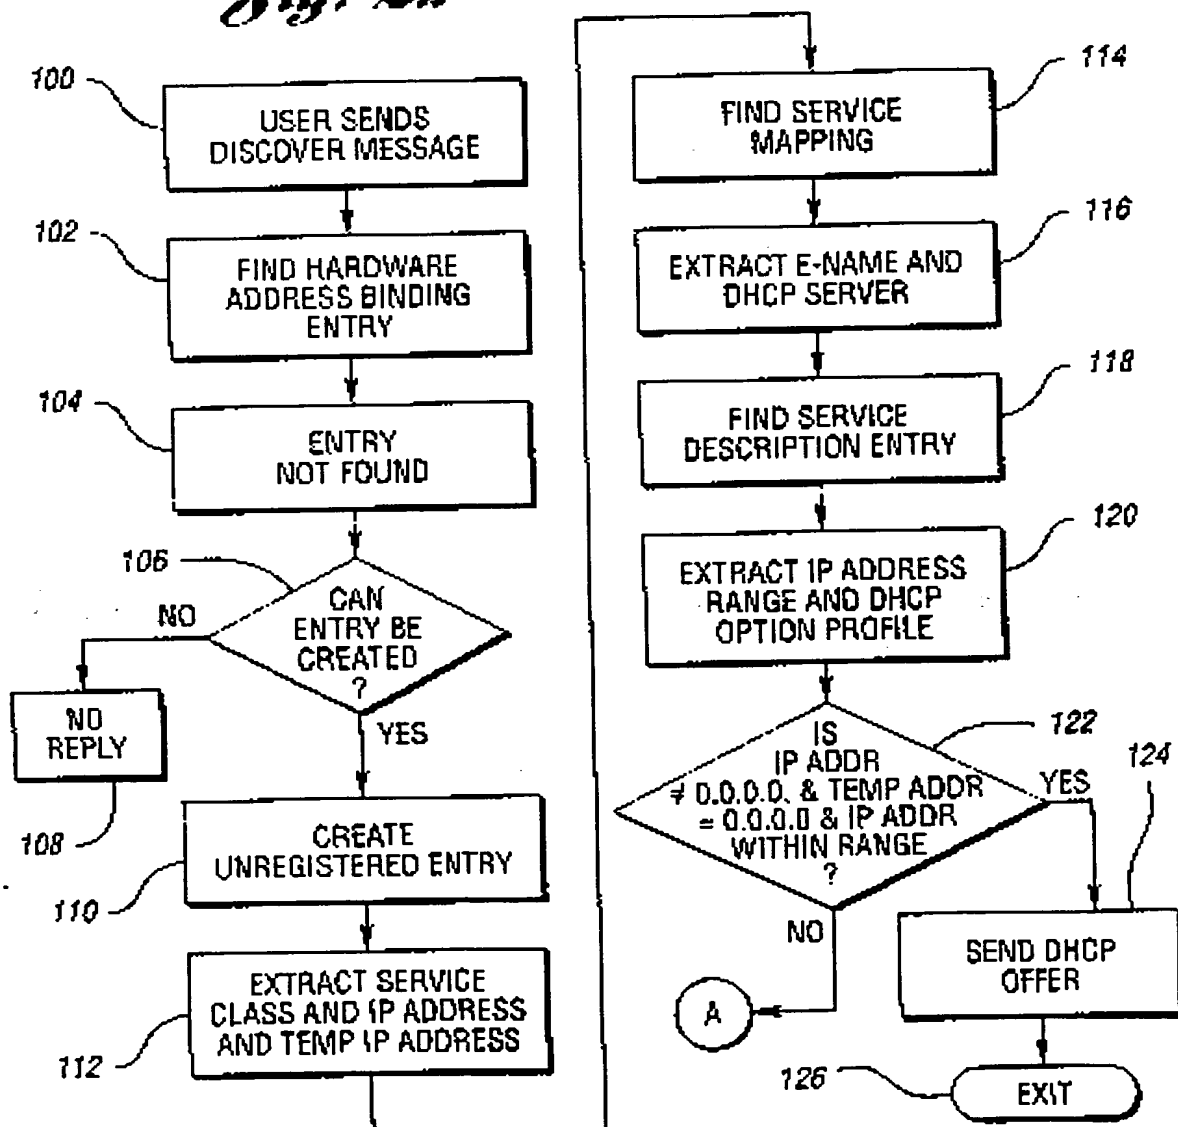 100
USER SENDS
DISCOVER MESSAGE
102
FIND HARDWARE
ADDRESS BINDING
ENTRY
104
ENTRY
NOT FOUND
106
CAN
ENTRY BE
CREATED
?
NO
YES
NO
REPLY
108
CREATE
UNREGISTERED ENTRY
110
EXTRACT SERVICE
CLASS AND IP ADDRESS
AND TEMP IP ADDRESS
112
FIND SERVICE
MAPPING
114
EXTRACT E-NAME AND
DHCP SERVER
116
FIND SERVICE
DESCRIPTION ENTRY
118
EXTRACT IP ADDRESS
RANGE AND DHCP
OPTION PROFILE
120
IS
IP ADDR
≠ 0.0.0.0. & TEMP ADDR
= 0.0.0.0 & IP ADDR
WITHIN RANGE
?
122
YES
124
NO
A
SEND DHCP
OFFER
126
EXIT